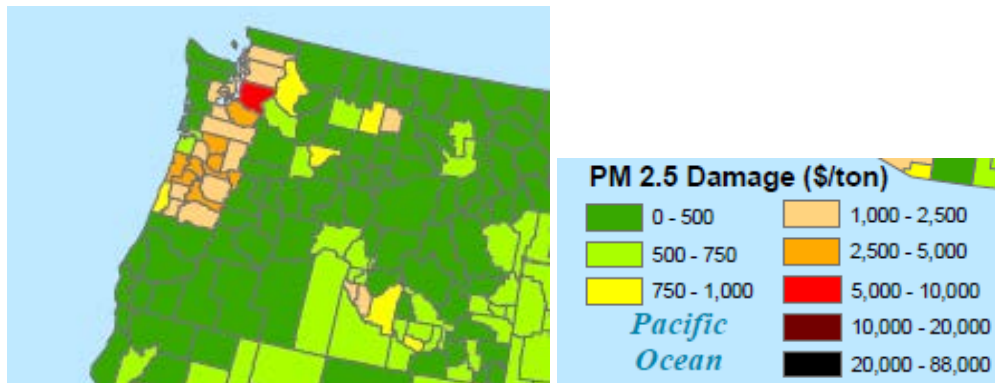 PM 2.5 Damage ($/ton)
0 - 500
500 - 750
750 - 1,000
1,000 - 2,500
2,500 - 5,000
5,000 - 10,000
10,000 - 20,000
20,000 - 88,000
Pacific
Ocean